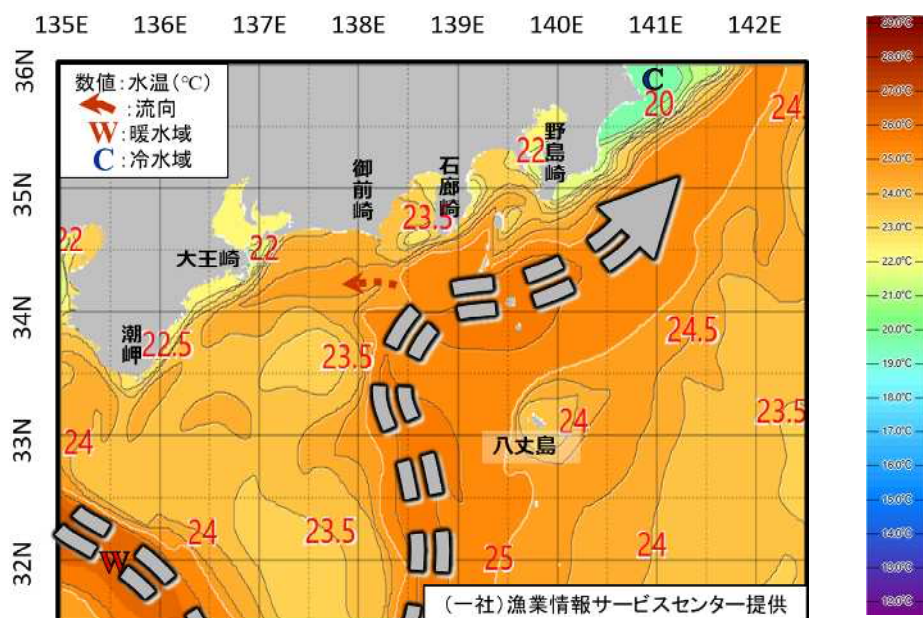 135E 136E 137E 138E 139E 140E 141E 142E
36N
35N
34N
33N
32N
数値:水温(℃)
:流向
W:暖水域
C:冷水域
C
20
24.
野島崎
22
石廊崎
御前崎
23.5
22
大王崎
22
潮岬
22.5
23.5
24.5
24
23.5
24
八丈島
24
23.5
W
25
24
(一社)漁業情報サービスセンター提供
29.0°C
28.0°C
27.0°C
26.0°C
25.0°C
24.0°C
23.0°C
22.0°C
21.0°C
20.0°C
19.0°C
18.0°C
17.0°C
16.0°C
15.0°C
14.0°C
13.0°C
12.0°C